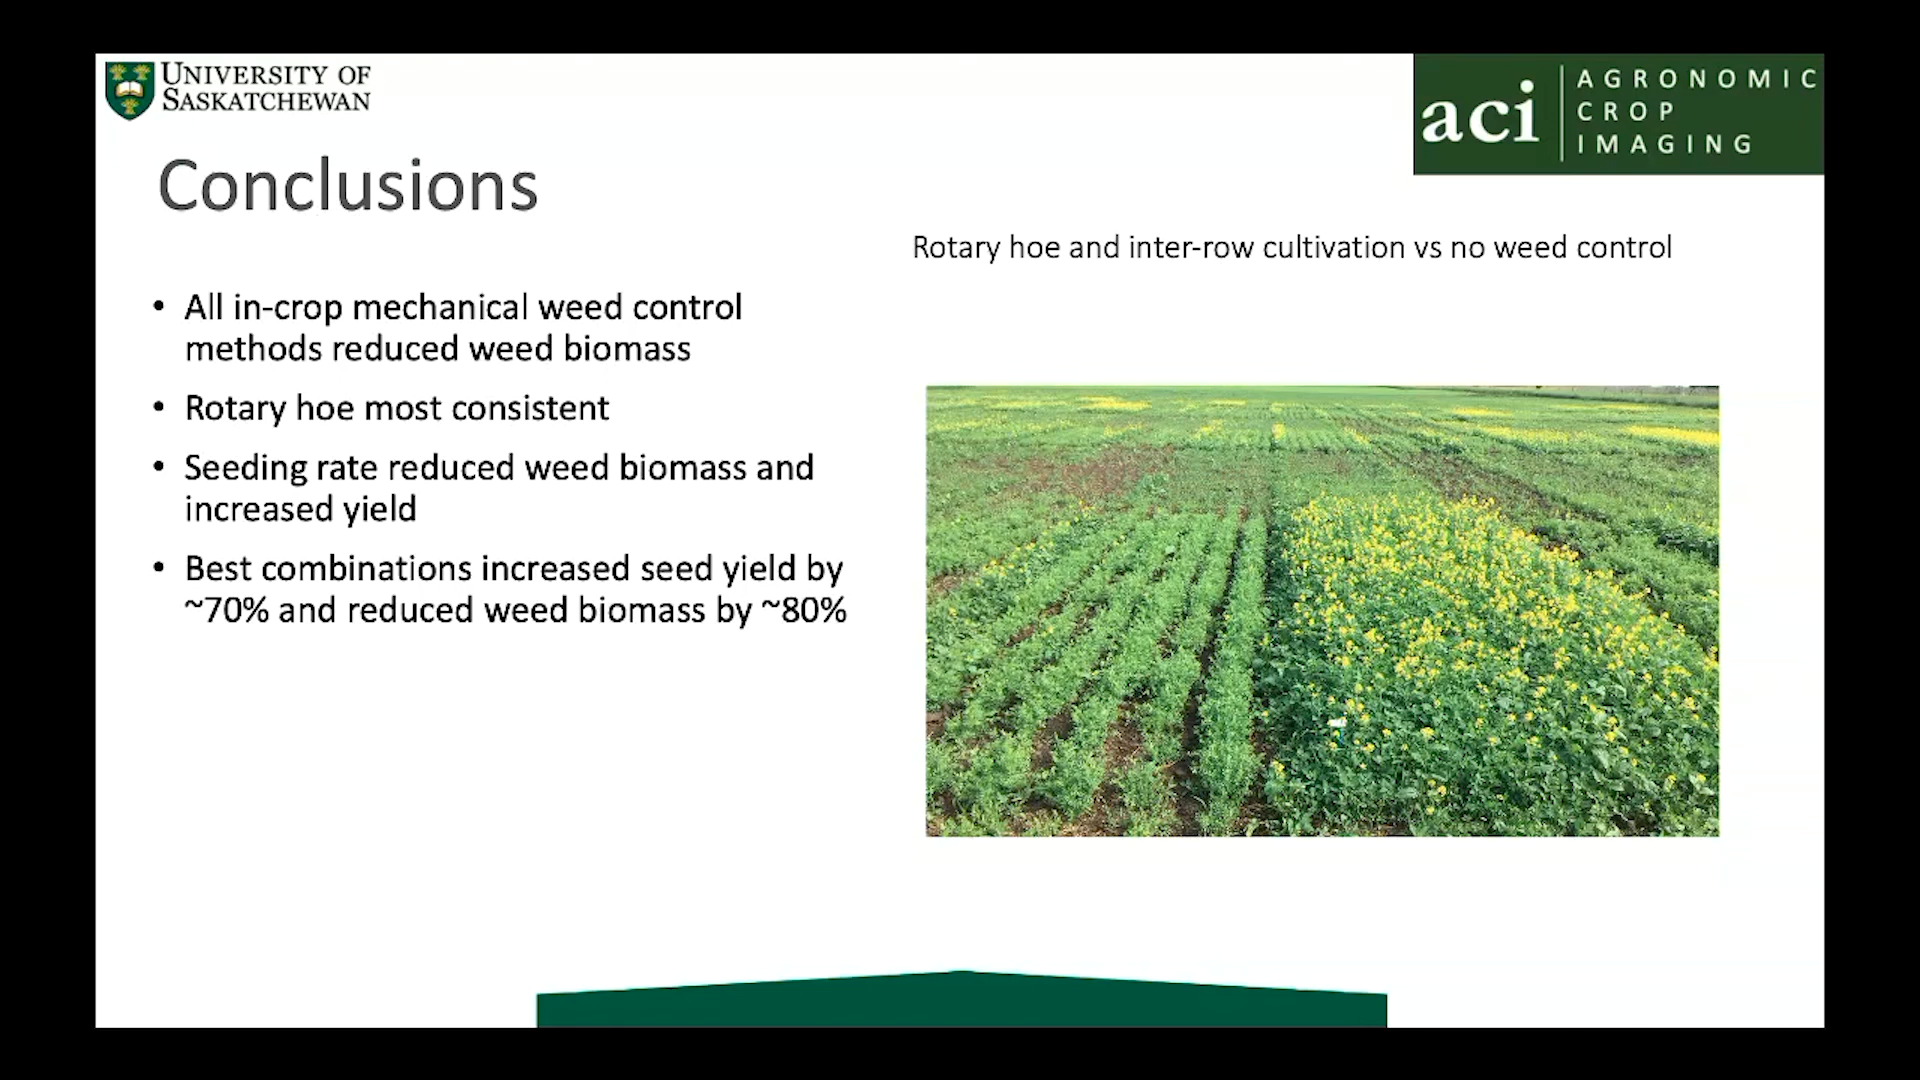 UNIVERSITY OF
SASKATCHEWAN
aci
AGRONOMIC
CROP
IMAGING
Conclusions
Rotary hoe and inter-row cultivation vs no weed control
• All in-crop mechanical weed control
methods reduced weed biomass
• Rotary hoe most consistent
• Seeding rate reduced weed biomass and
increased yield
• Best combinations increased seed yield by
~70% and reduced weed biomass by ~80%